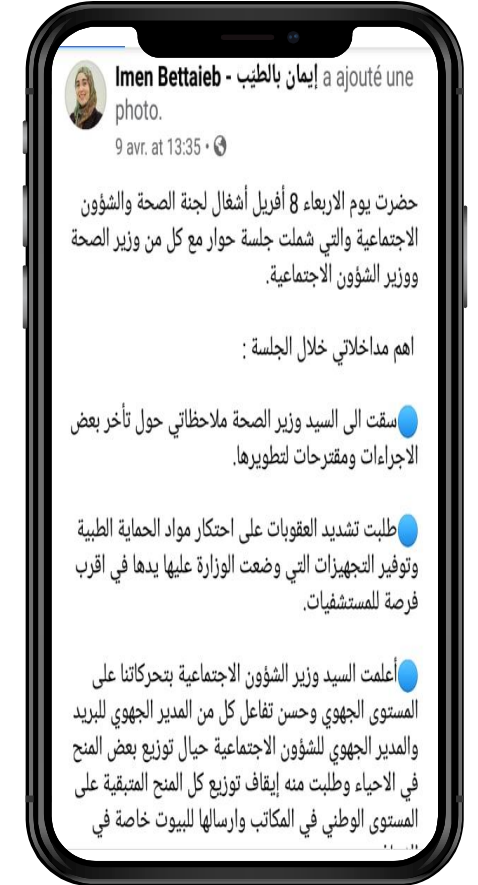 Imen Bettaieb - إيمان بالطيّب a ajouté une
photo.
9 avr. at 13:35 ·
حضرت يوم الاربعاء 8 أفريل أشغال لجنة الصحة والشؤون
الاجتماعية والتي شملت جلسة حوار مع كل من وزير الصحة
ووزير الشؤون الاجتماعية.
اهم مداخلاتي خلال الجلسة :
🔵سقت الى السيد وزير الصحة ملاحظاتي حول تأخر بعض
الاجراءات ومقترحات لتطويرها.
🔵طلبت تشديد العقوبات على احتكار مواد الحماية الطبية
وتوفير التجهيزات التي وضعت الوزارة عليها يدها في اقرب
فرصة للمستشفيات.
🔵أعلمت السيد وزير الشؤون الاجتماعية بتحركاتنا على
المستوى الجهوي وحسن تفاعل كل من المدير الجهوي للبريد
والمدير الجهوي للشؤون الاجتماعية حيال توزيع بعض المنح
في الاحياء وطلبت منه إيقاف توزيع كل المنح المتبقية على
المستوى الوطني في المكاتب وارسالها للبيوت خاصة في